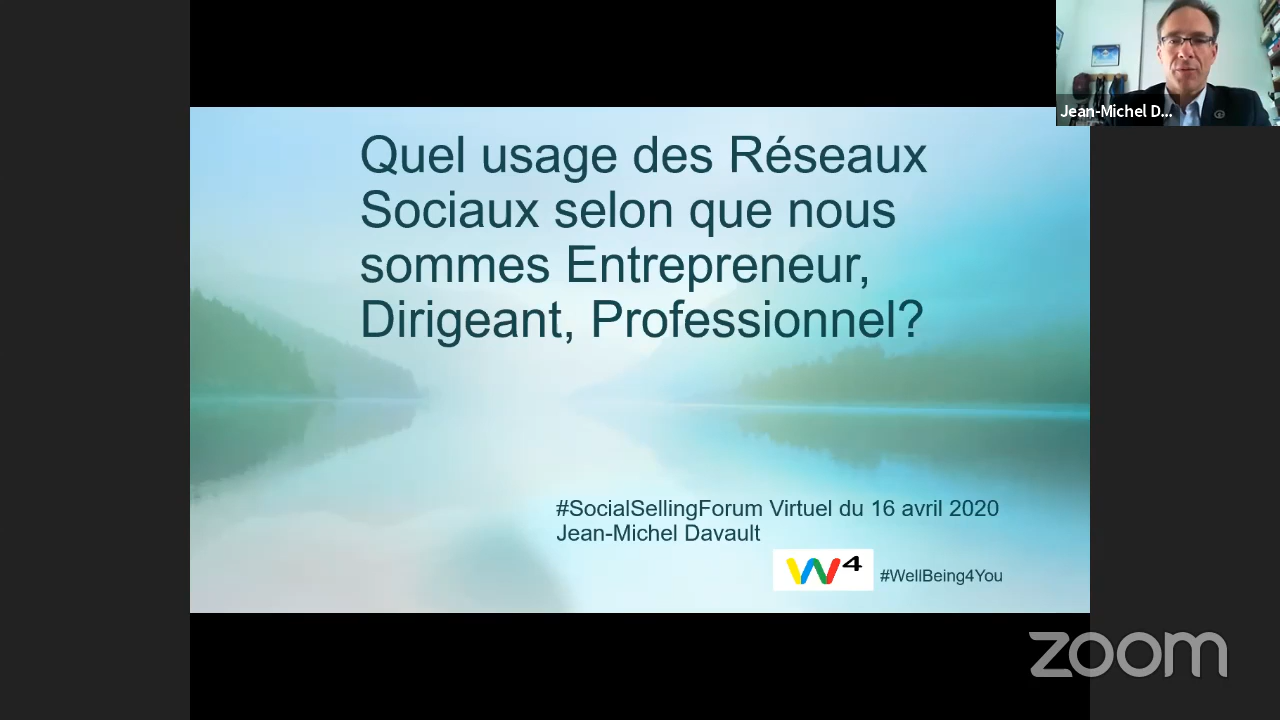 Jean-Michel D...
Quel usage des Réseaux
Sociaux selon que nous
sommes Entrepreneur,
Dirigeant, Professionnel?
#SocialSellingForum Virtuel du 16 avril 2020
Jean-Michel Davault
W4
#WellBeing4You
zoom